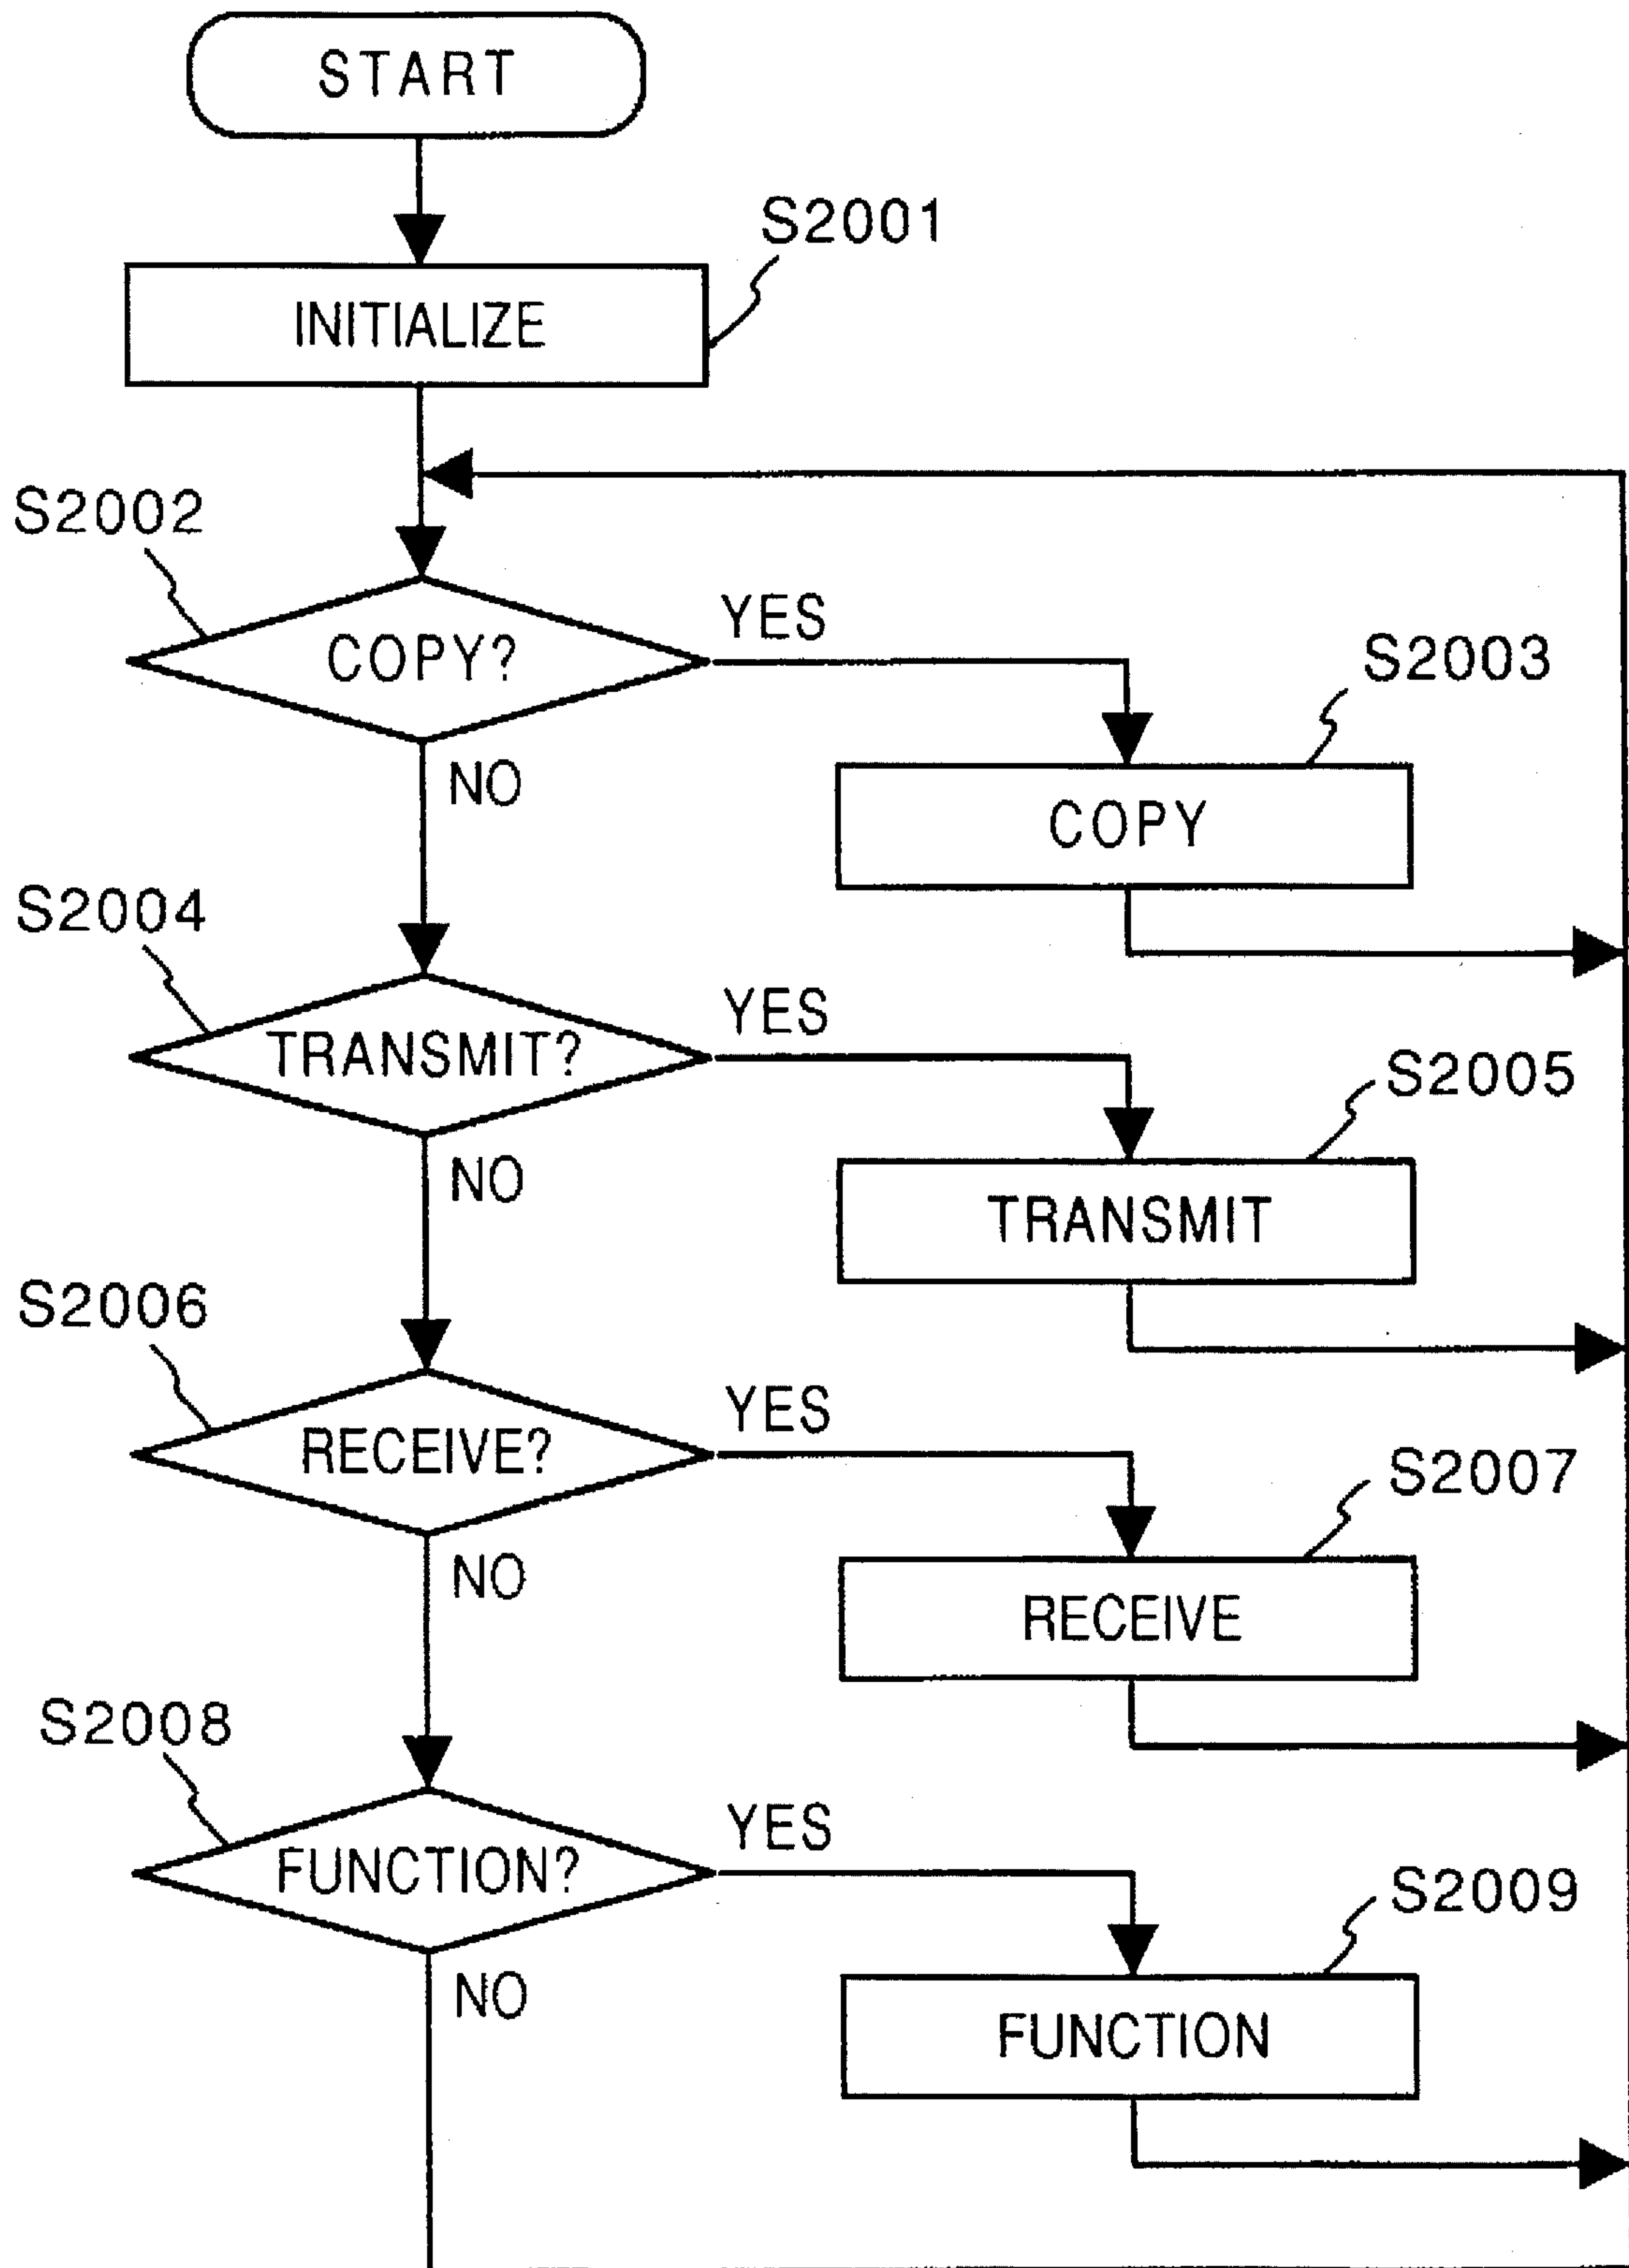 START
S2001
INITIALIZE
S2002
COPY?
YES
S2003
NO
COPY
S2004
TRANSMIT?
YES
S2005
NO
TRANSMIT
S2006
RECEIVE?
YES
S2007
NO
RECEIVE
S2008
FUNCTION?
YES
S2009
NO
FUNCTION